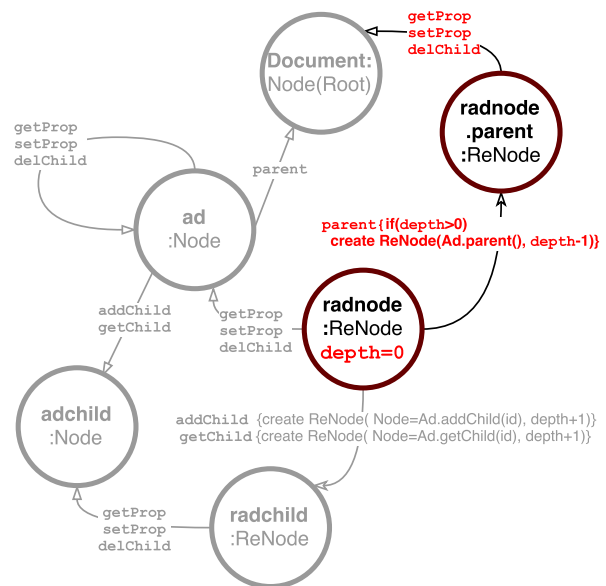 getProp
setProp
delChild
Document:
Node(Root)
radnode
.parent
:ReNode
getProp
setProp
delChild
parent
ad
:Node
parent{if(depth>0)
create ReNode(Ad.parent(), depth-1)}
addChild
getChild
getProp
setProp
delChild
radnode
:ReNode
depth=0
adchild
:Node
addChild {create ReNode( Node=Ad.addChild(id), depth+1)}
getChild {create ReNode( Node=Ad.getChild(id), depth+1)}
getProp
setProp
delChild
radchild
:ReNode